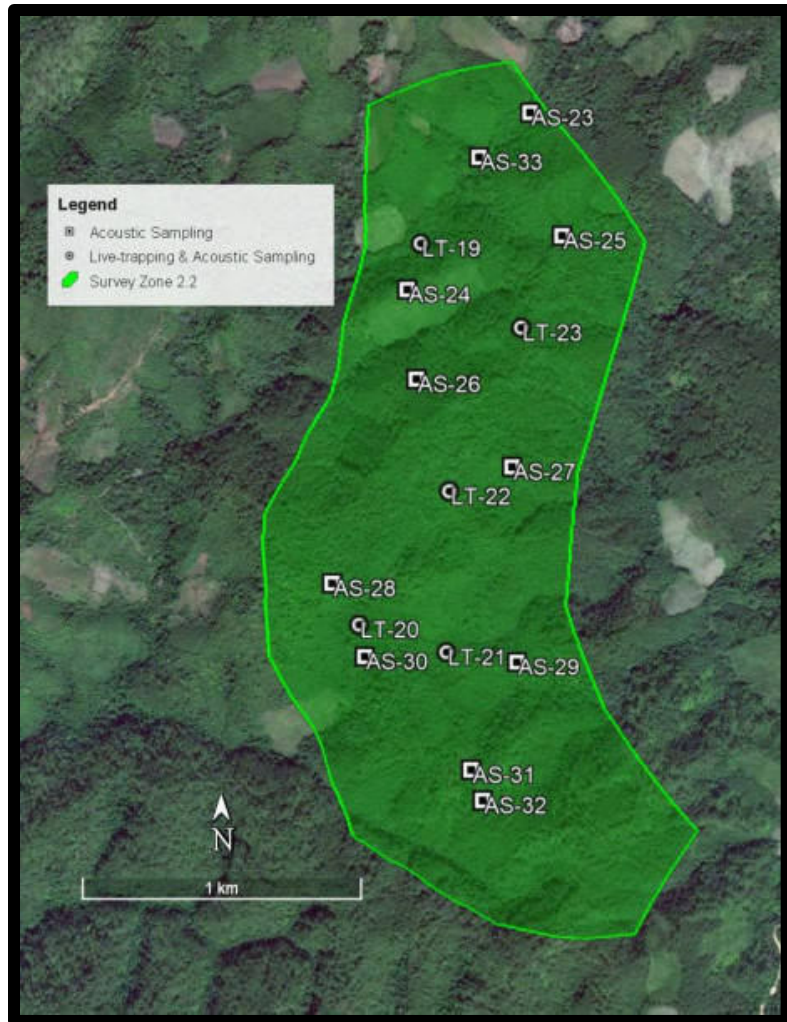 AS-23
AS-33
Legend
Acoustic Sampling
Live-trapping & Acoustic Sampling
Survey Zone 2.2
LT-19
AS-25
AS-24
LT-23
AS-26
AS-27
LT-22
AS-28
LT-20
AS-30
LT-21
AS-29
AS-31
AS-32
N
1 km